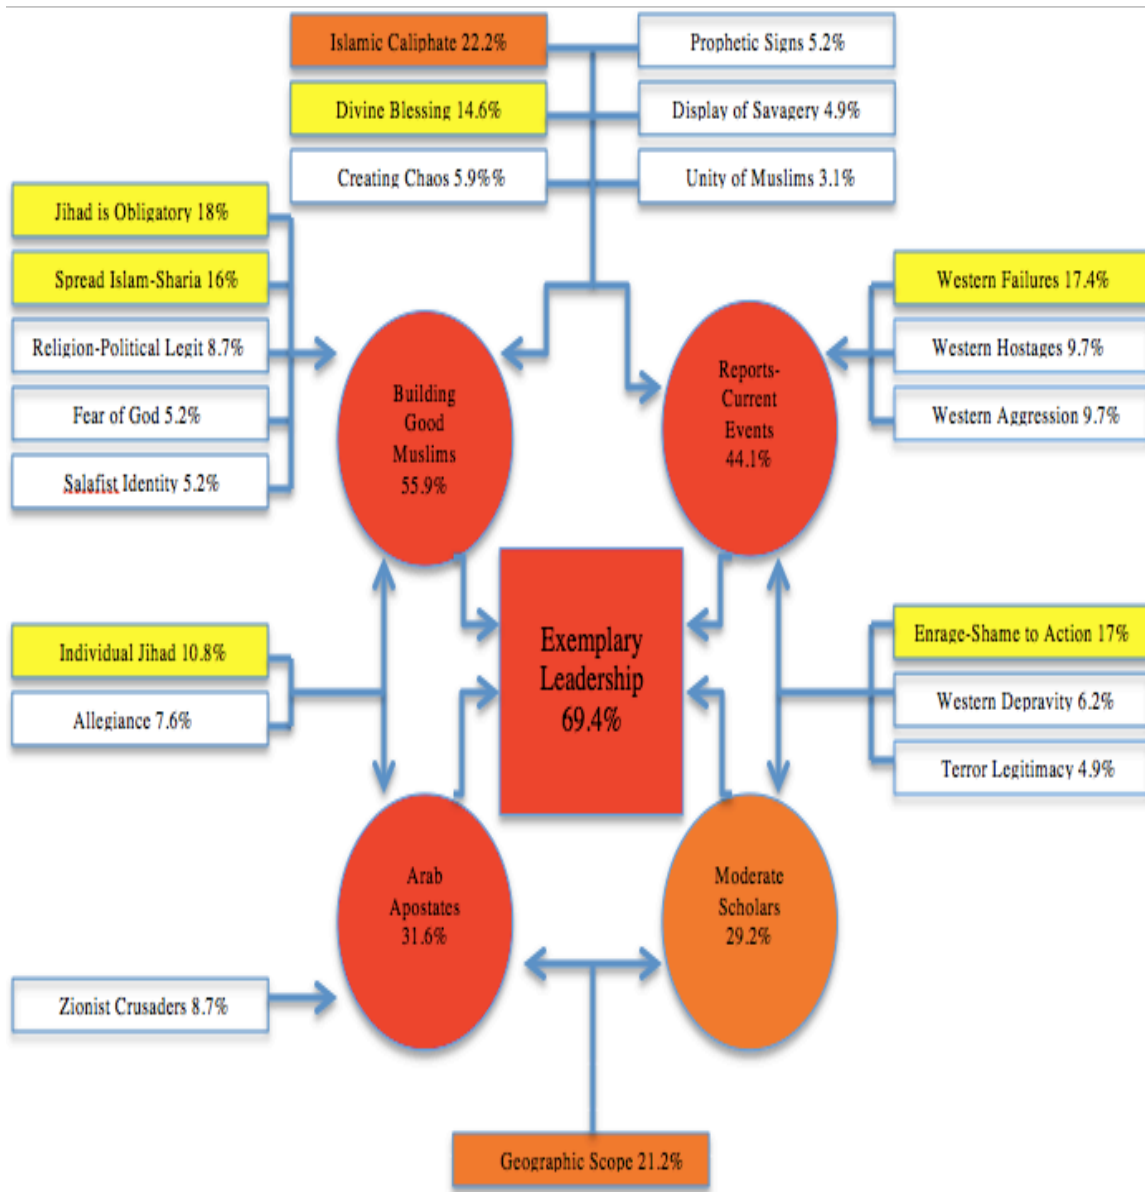 Islamic Caliphate 22.2%
Prophetic Signs 5.2%
Divine Blessing 14.6%
Display of Savagery 4.9%
Creating Chaos 5.9%%
Unity of Muslims 3.1%
Jihad is Obligatory 18%
Spread Islam-Sharia 16%
Religion-Political Legit 8.7%
Fear of God 5.2%
Salafist Identity 5.2%
Western Failures 17.4%
Western Hostages 9.7%
Western Aggression 9.7%
Building
Good
Muslims
55.9%
Reports-
Current
Events
44.1%
Exemplary
Leadership
69.4%
Individual Jihad 10.8%
Allegiance 7.6%
Enrage-Shame to Action 17%
Western Depravity 6.2%
Terror Legitimacy 4.9%
Arab
Apostates
31.6%
Moderate
Scholars
29.2%
Zionist Crusaders 8.7%
Geographic Scope 21.2%